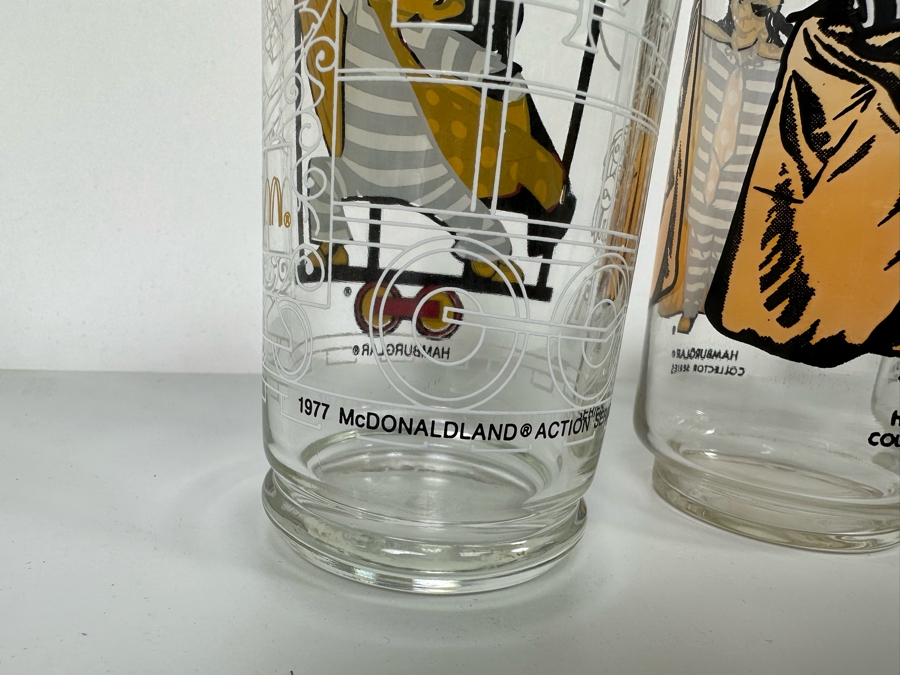 HAMBURGLAR®
1977 McDONALDLAND® ACTION SERIES
HAMBURGLAR®
COLLECTOR SERIES